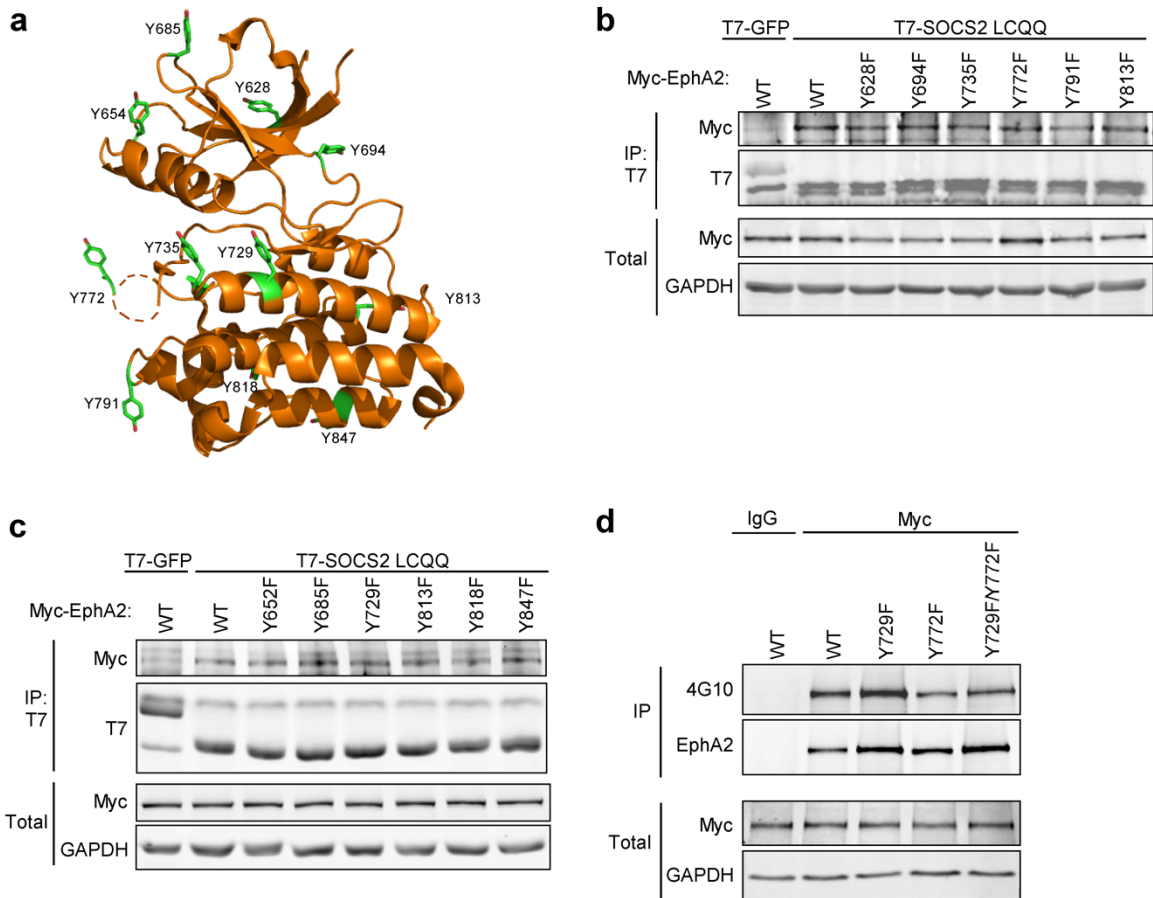 a
Y685
Y628
Y654
Y694
Y735
Y729
Y772
Y813
Y791
Y818
Y847
b
T7-GFP
T7-SOCS2 LCQQ
Myc-EphA2:
WT
WT
Y628F
Y694F
Y735F
Y772F
Y791F
Y813F
IP:
T7
Myc
T7
Total
Myc
GAPDH
c
T7-GFP
T7-SOCS2 LCQQ
Myc-EphA2:
WT
WT
Y652F
Y685F
Y729F
Y813F
Y818F
Y847F
IP:
T7
Myc
T7
Total
Myc
GAPDH
d
IgG
Myc
WT
WT
Y729F
Y772F
Y729F/Y772F
IP
4G10
EphA2
Total
Myc
GAPDH